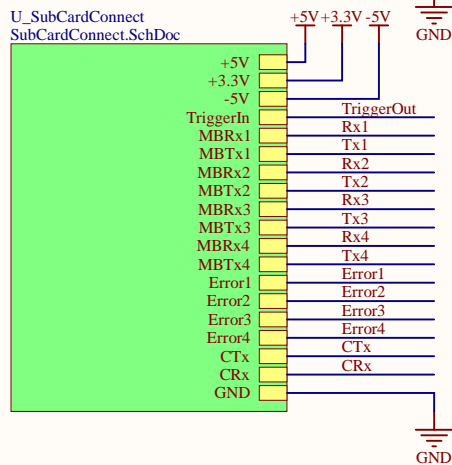 U_SubCardConnect
SubCardConnect.SchDoc
+5V +3.3V -5V
GND
+5V
+3.3V
-5V
TriggerIn TriggerOut
MBRx1 Rx1
MBTx1 Tx1
MBRx2 Rx2
MBTx2 Tx2
MBRx3 Rx3
MBTx3 Tx3
MBRx4 Rx4
MBTx4 Tx4
Error1 Error1
Error2 Error2
Error3 Error3
Error4 Error4
CTx CTx
CRx CRx
GND
GND